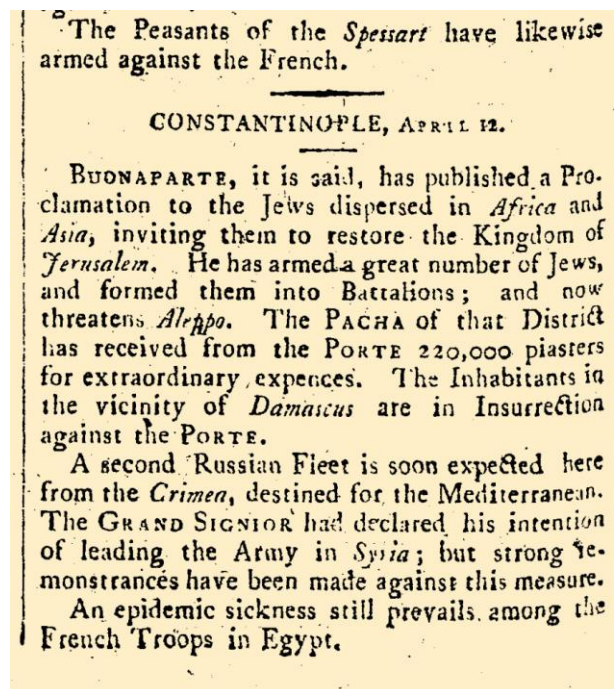 The Peasants of the Spessart have likewise
armed against the French.
CONSTANTINOPLE, APRIL 12.
BUONAPARTE, it is said, has published a Pro-
clamation to the Jews dispersed in Africa and
Asia, inviting them to restore the Kingdom of
Jerusalem. He has armed a great number of Jews,
and formed them into Battalions; and now
threatens Aleppo. The PACHA of that District
has received from the PORTE 220,000 piasters
for extraordinary expences. The Inhabitants in
the vicinity of Damascus are in Insurrection
against the PORTE.
A second Russian Fleet is soon expected here
from the Crimea, destined for the Mediterranean.
The GRAND SIGNIOR had declared his intention
of leading the Army in Syria; but strong re-
monstrances have been made against this measure.
An epidemic sickness still prevails among the
French Troops in Egypt.